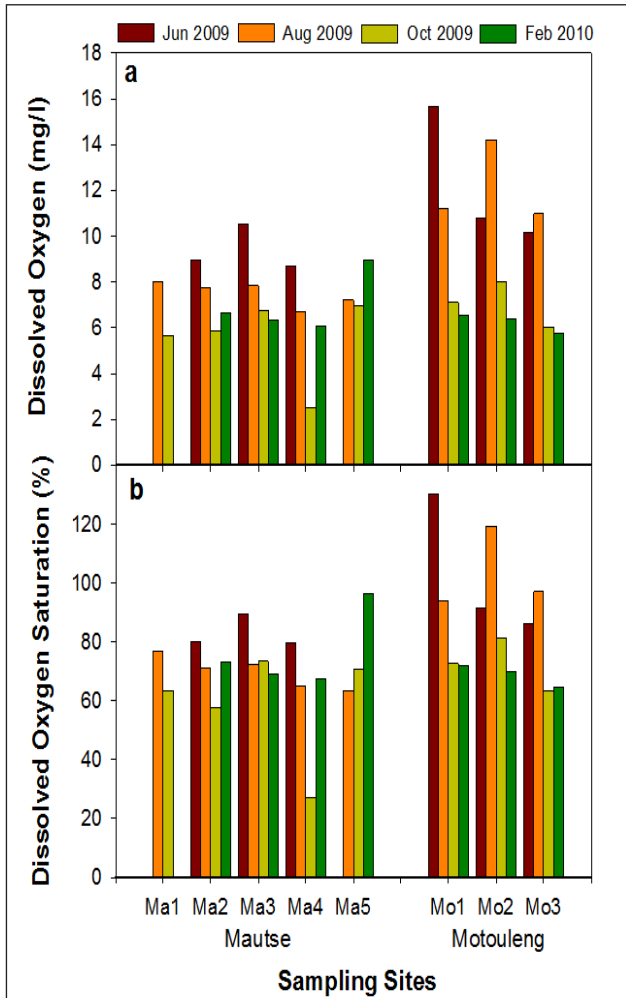 Jun 2009 Aug 2009 Oct 2009 Feb 2010
a
Dissolved Oxygen (mg/l)
18
16
14
12
10
8
6
4
2
0
b
Dissolved Oxygen Saturation (%)
120
100
80
60
40
20
0
Ma1 Ma2 Ma3 Ma4 Ma5 Mo1 Mo2 Mo3
Mautse Motouleng
Sampling Sites